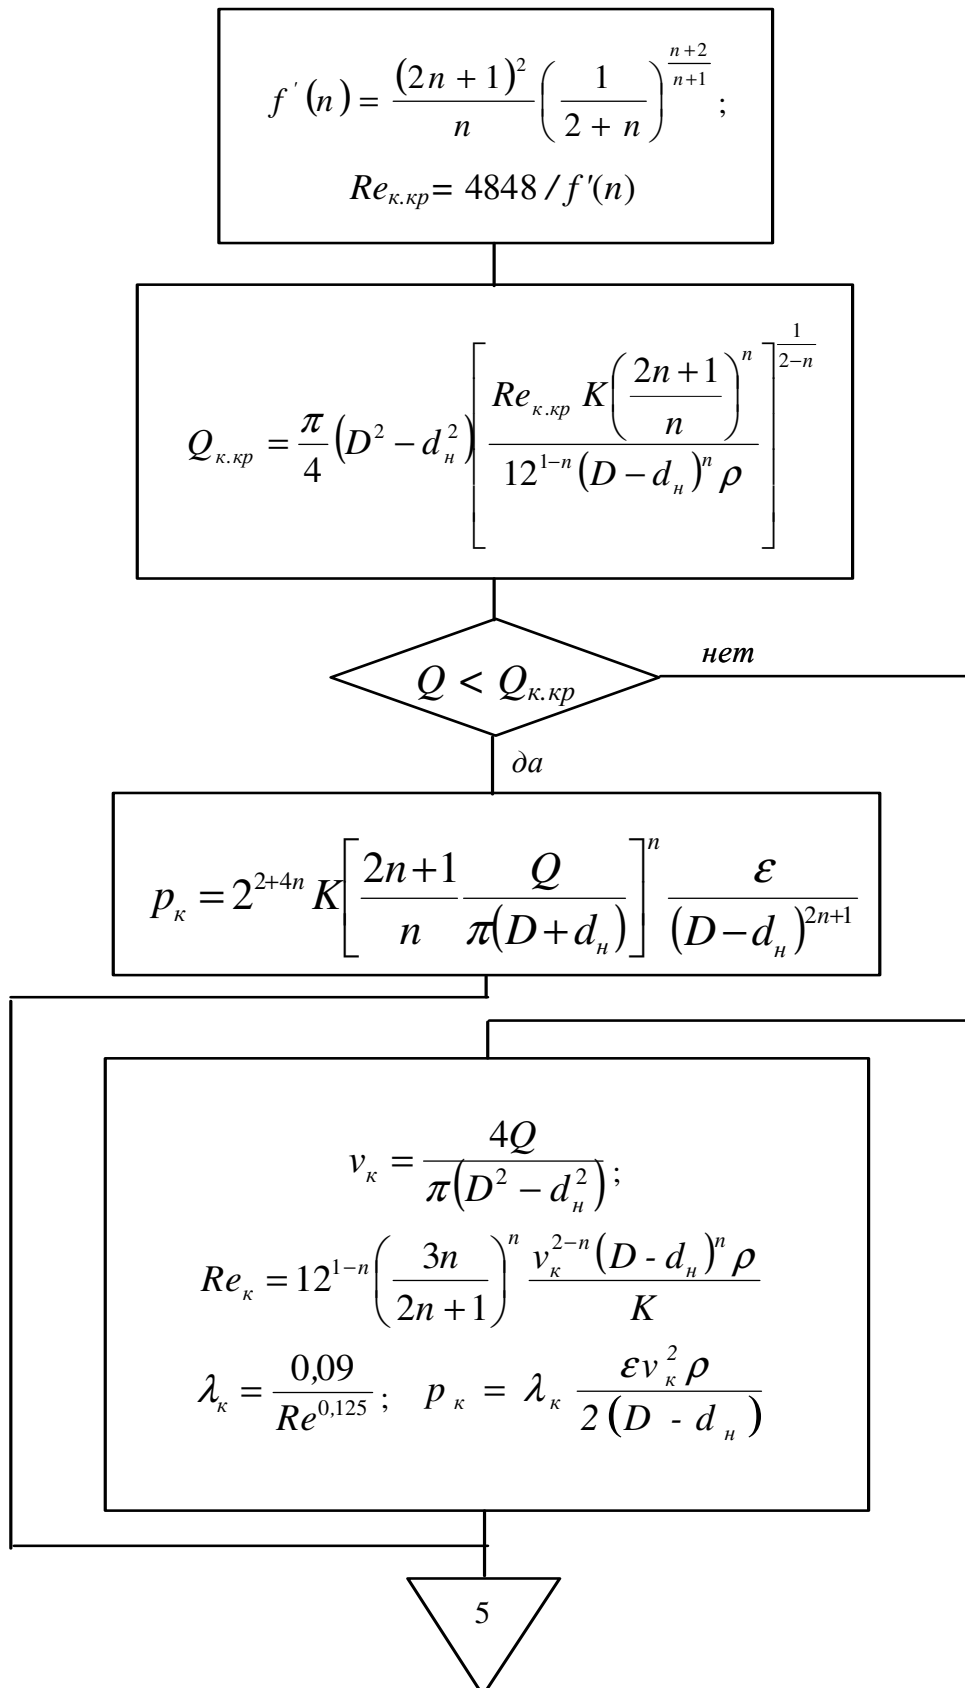 f '(n) = (2n + 1)² / n (1 / (2 + n))^((n+2)/(n+1)) ;
Re_к.кр = 4848 / f'(n)
Q_к.кр = π/4 (D² − d_н²) [ Re_к.кр K ((2n + 1) / n)^n / (12^(1−n) (D − d_н)^n ρ) ]^(1/(2−n))
Q < Q_к.кр
нет
да
p_к = 2^(2+4n) K [ (2n+1)/n Q/(π(D+d_н)) ]^n ε / (D−d_н)^(2n+1)
v_к = 4Q / (π(D² − d_н²)) ;
Re_к = 12^(1−n) (3n / (2n + 1))^n v_к^(2−n) (D - d_н)^n ρ / K
λ_к = 0,09 / Re^0,125 ; p_к = λ_к εv_к² ρ / (2 (D - d_н))
5